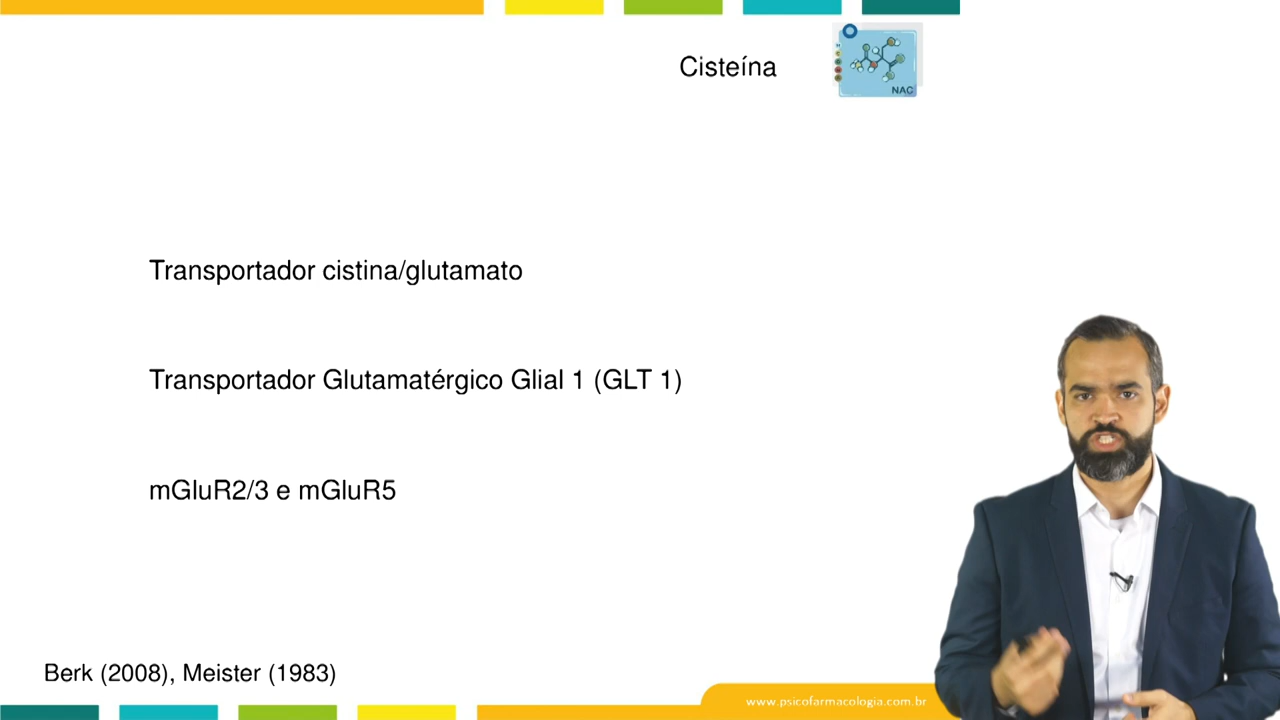 Cisteína
NAC
Transportador cistina/glutamato
Transportador Glutamatérgico Glial 1 (GLT 1)
mGluR2/3 e mGluR5
Berk (2008), Meister (1983)
www.psicofarmacologia.com.br